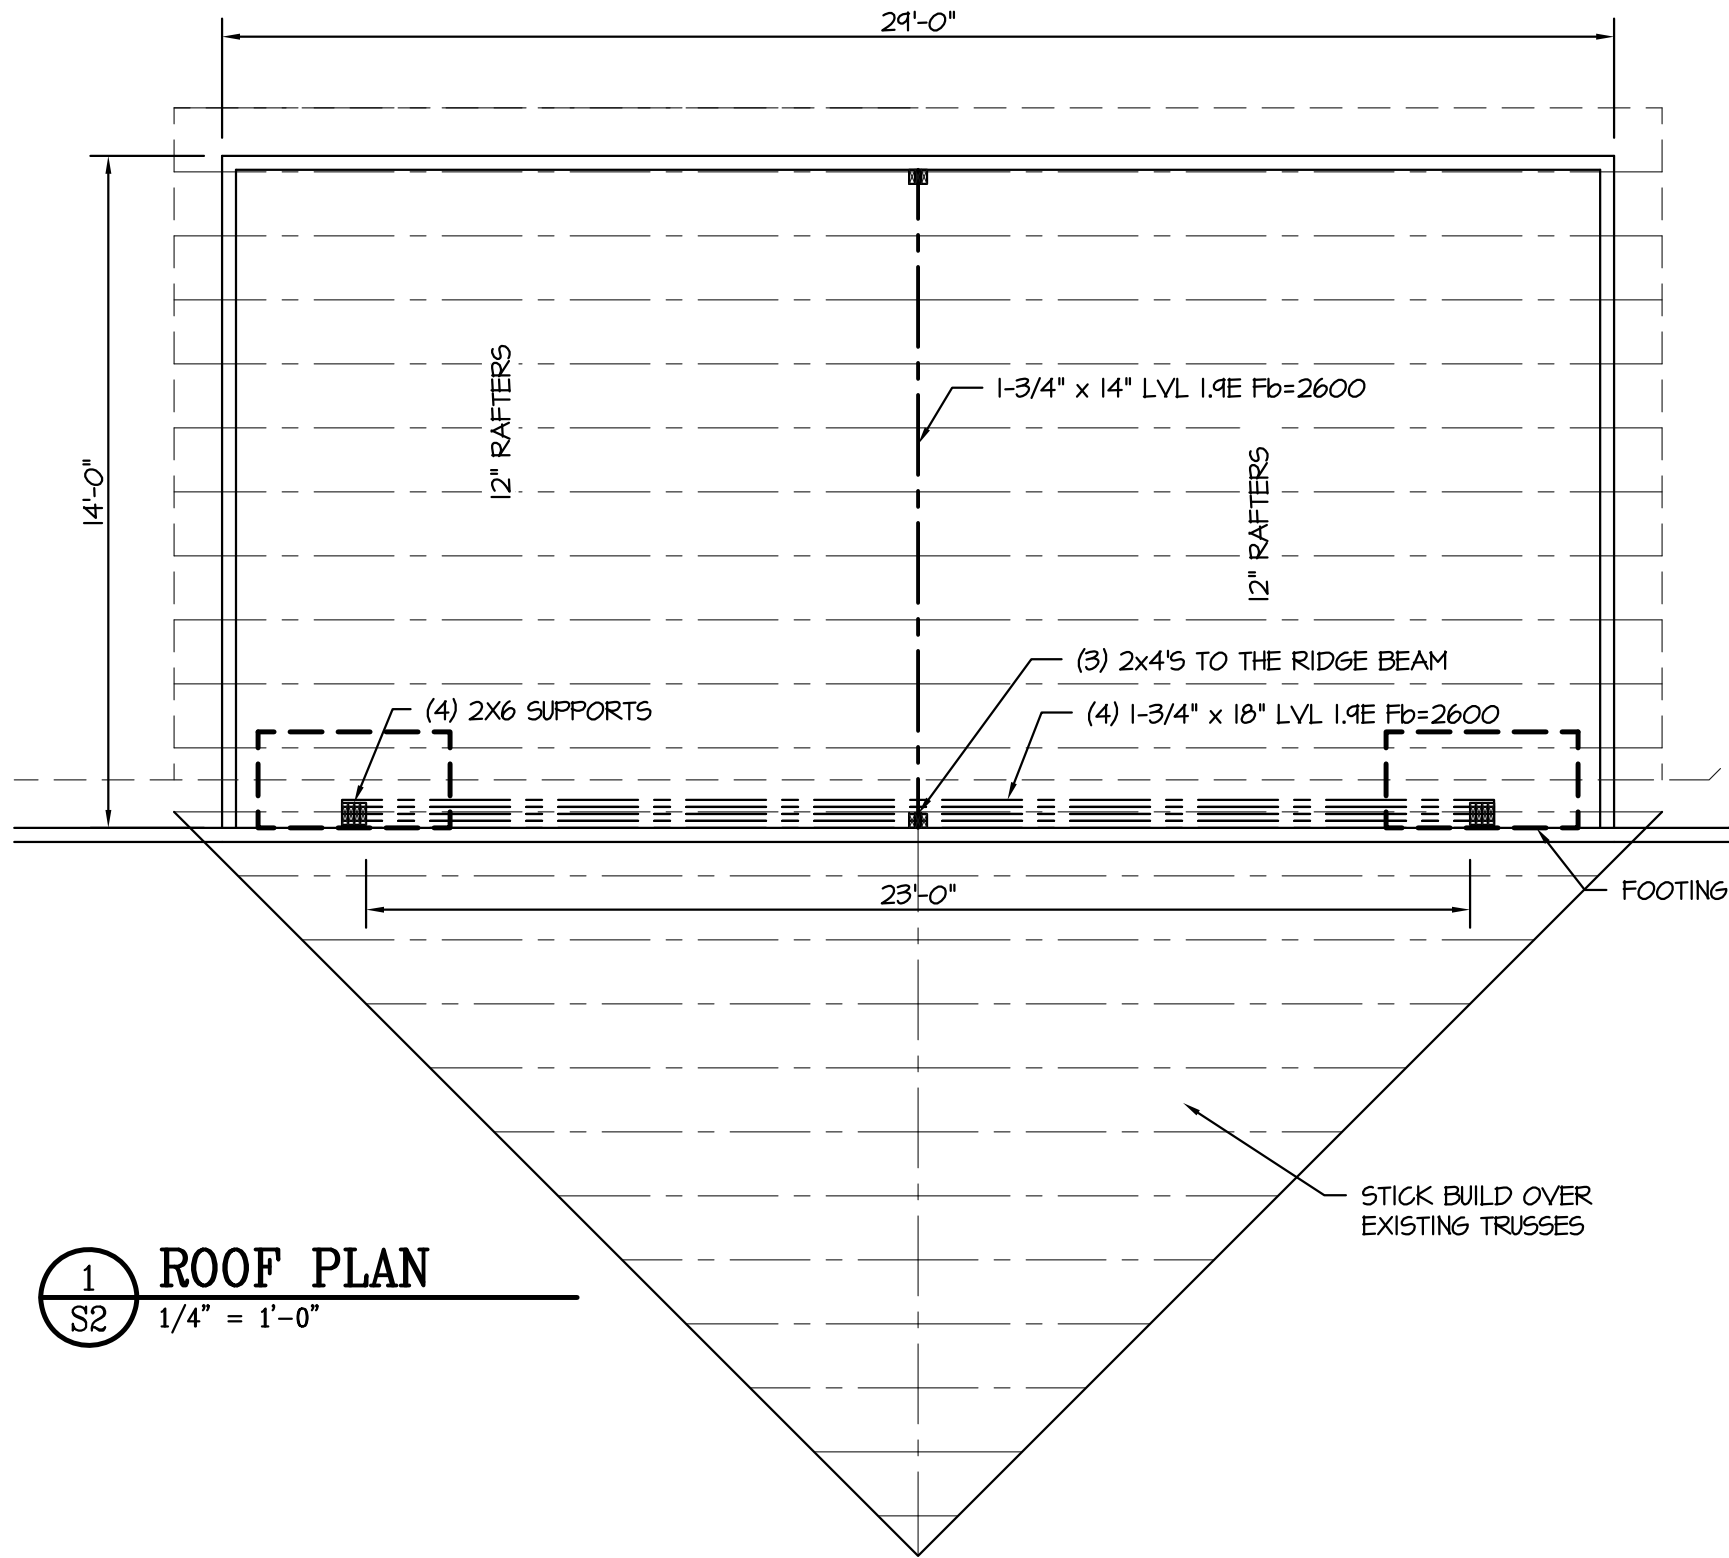 29'-0"
14'-0"
12" RAFTERS
1-3/4" x 14" LVL 1.9E Fb=2600
12" RAFTERS
(3) 2x4'S TO THE RIDGE BEAM
(4) 2X6 SUPPORTS
(4) 1-3/4" x 18" LVL 1.9E Fb=2600
23'-0"
FOOTING
STICK BUILD OVER
EXISTING TRUSSES
1
S2
ROOF PLAN
1/4" = 1'-0"